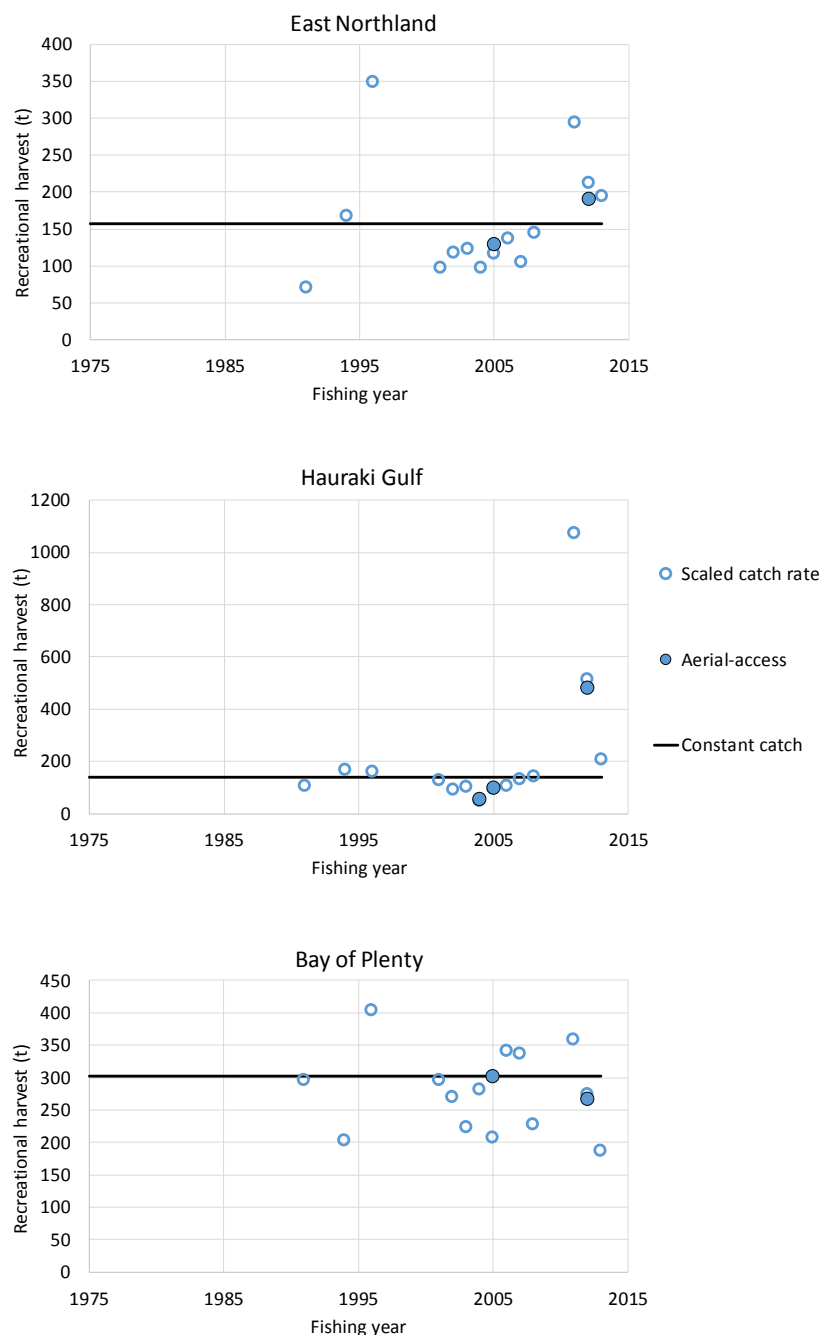 East Northland
400
350
300
250
200
150
100
50
0
Recreational harvest (t)
1975 1985 1995 2005 2015
Fishing year
Hauraki Gulf
1200
1000
800
600
400
200
0
Recreational harvest (t)
1975 1985 1995 2005 2015
Fishing year
Scaled catch rate
Aerial-access
Constant catch
Bay of Plenty
450
400
350
300
250
200
150
100
50
0
Recreational harvest (t)
1975 1985 1995 2005 2015
Fishing year